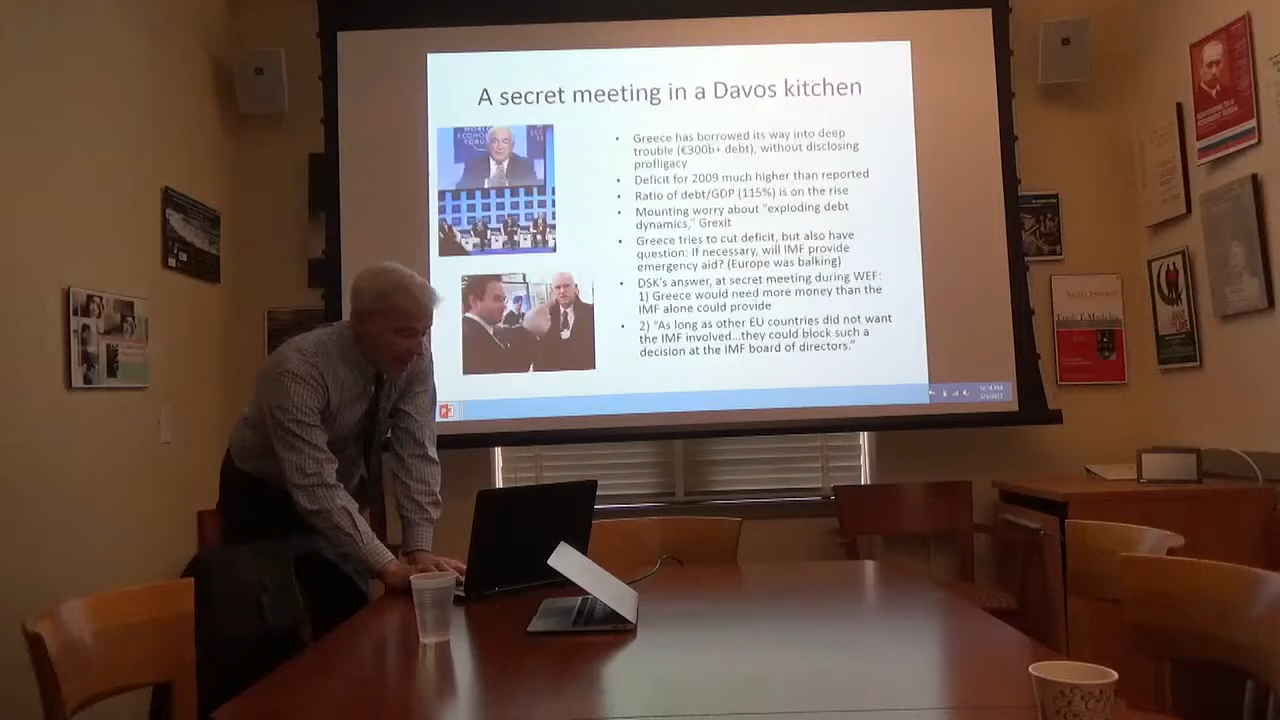 A secret meeting in a Davos kitchen
WORLD
ECONOMIC
FORUM
• Greece has borrowed its way into deep
trouble (€300b+ debt), without disclosing
profligacy
• Deficit for 2009 much higher than reported
• Ratio of debt/GDP (115%) is on the rise
• Mounting worry about “exploding debt
dynamics,” Grexit
• Greece tries to cut deficit, but also have
question: If necessary, will IMF provide
emergency aid? (Europe was balking)
• DSK’s answer, at secret meeting during WEF:
1) Greece would need more money than the
IMF alone could provide
• 2) “As long as other EU countries did not want
the IMF involved...they could block such a
decision at the IMF board of directors.”